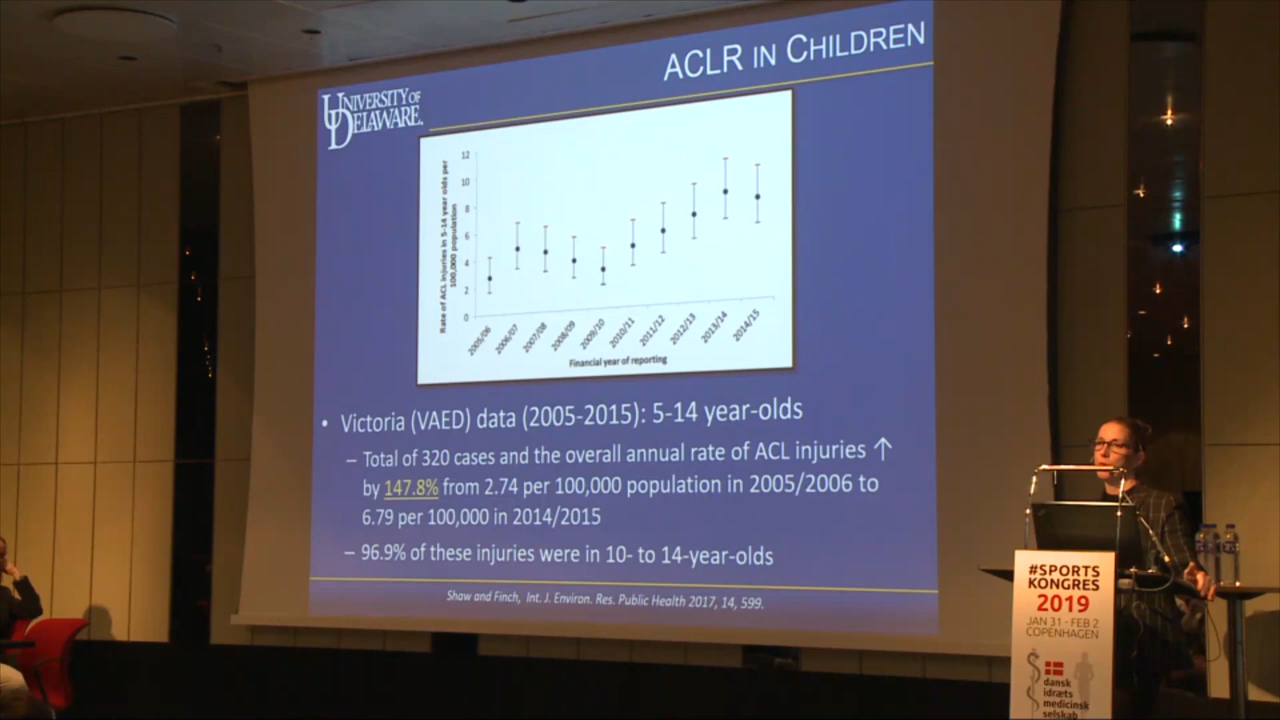 ACLR IN CHILDREN
UNIVERSITY OF
DELAWARE.
Rate of ACL injuries in 5-14 year olds per
100,000 population
12
10
8
6
4
2
0
2005/06
2006/07
2007/08
2008/09
2009/10
2010/11
2011/12
2012/13
2013/14
2014/15
Financial year of reporting
• Victoria (VAED) data (2005-2015): 5-14 year-olds
– Total of 320 cases and the overall annual rate of ACL injuries ↑
by 147.8% from 2.74 per 100,000 population in 2005/2006 to
6.79 per 100,000 in 2014/2015
– 96.9% of these injuries were in 10- to 14-year-olds
Shaw and Finch, Int. J. Environ. Res. Public Health 2017, 14, 599.
#SPORTS
KONGRES
2019
JAN 31 - FEB 2
COPENHAGEN
dansk
idræts
medicinsk
selskab